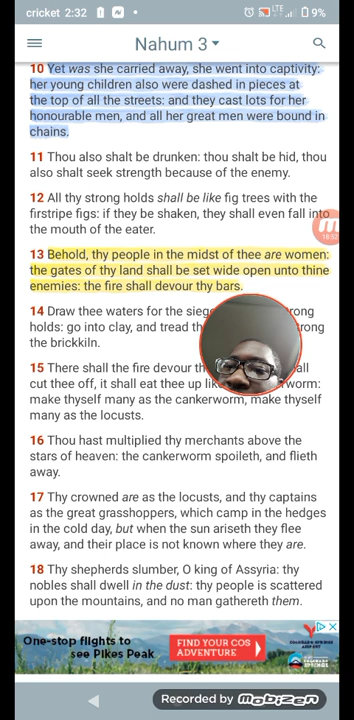 cricket 2:32
LTE
9%
Nahum 3
10 Yet was she carried away, she went into captivity:
her young children also were dashed in pieces at
the top of all the streets: and they cast lots for her
honourable men, and all her great men were bound in
chains.
11 Thou also shalt be drunken: thou shalt be hid, thou
also shalt seek strength because of the enemy.
12 All thy strong holds shall be like fig trees with the
firstripe figs: if they be shaken, they shall even fall into
the mouth of the eater.
M
18:52
13 Behold, thy people in the midst of thee are women:
the gates of thy land shall be set wide open unto thine
enemies: the fire shall devour thy bars.
14 Draw thee waters for the
holds: go into clay, and tread
the brickkiln.
15 There shall the fire devour
cut thee off, it shall eat thee up
make thyself many as the cankerworm, make thyself
many as the locusts.
16 Thou hast multiplied thy merchants above the
stars of heaven: the cankerworm spoileth, and flieth
away.
17 Thy crowned are as the locusts, and thy captains
as the great grasshoppers, which camp in the hedges
in the cold day, but when the sun ariseth they flee
away, and their place is not known where they are.
18 Thy shepherds slumber, O king of Assyria: thy
nobles shall dwell in the dust: thy people is scattered
upon the mountains, and no man gathereth them.
One-stop flights to
see Pikes Peak
FIND YOUR COS
ADVENTURE
COLORADO SPRINGS
AIRPORT
Recorded by mobizen